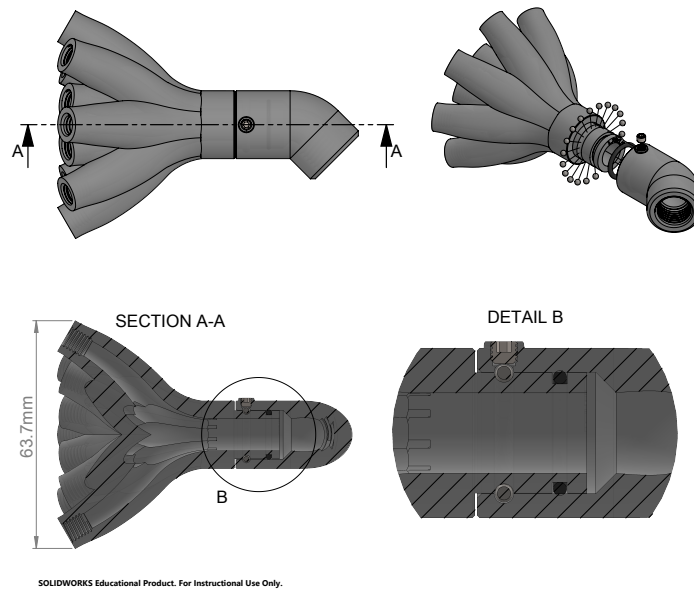 A
A
SECTION A-A
DETAIL B
63.7mm
B
SOLIDWORKS Educational Product. For Instructional Use Only.